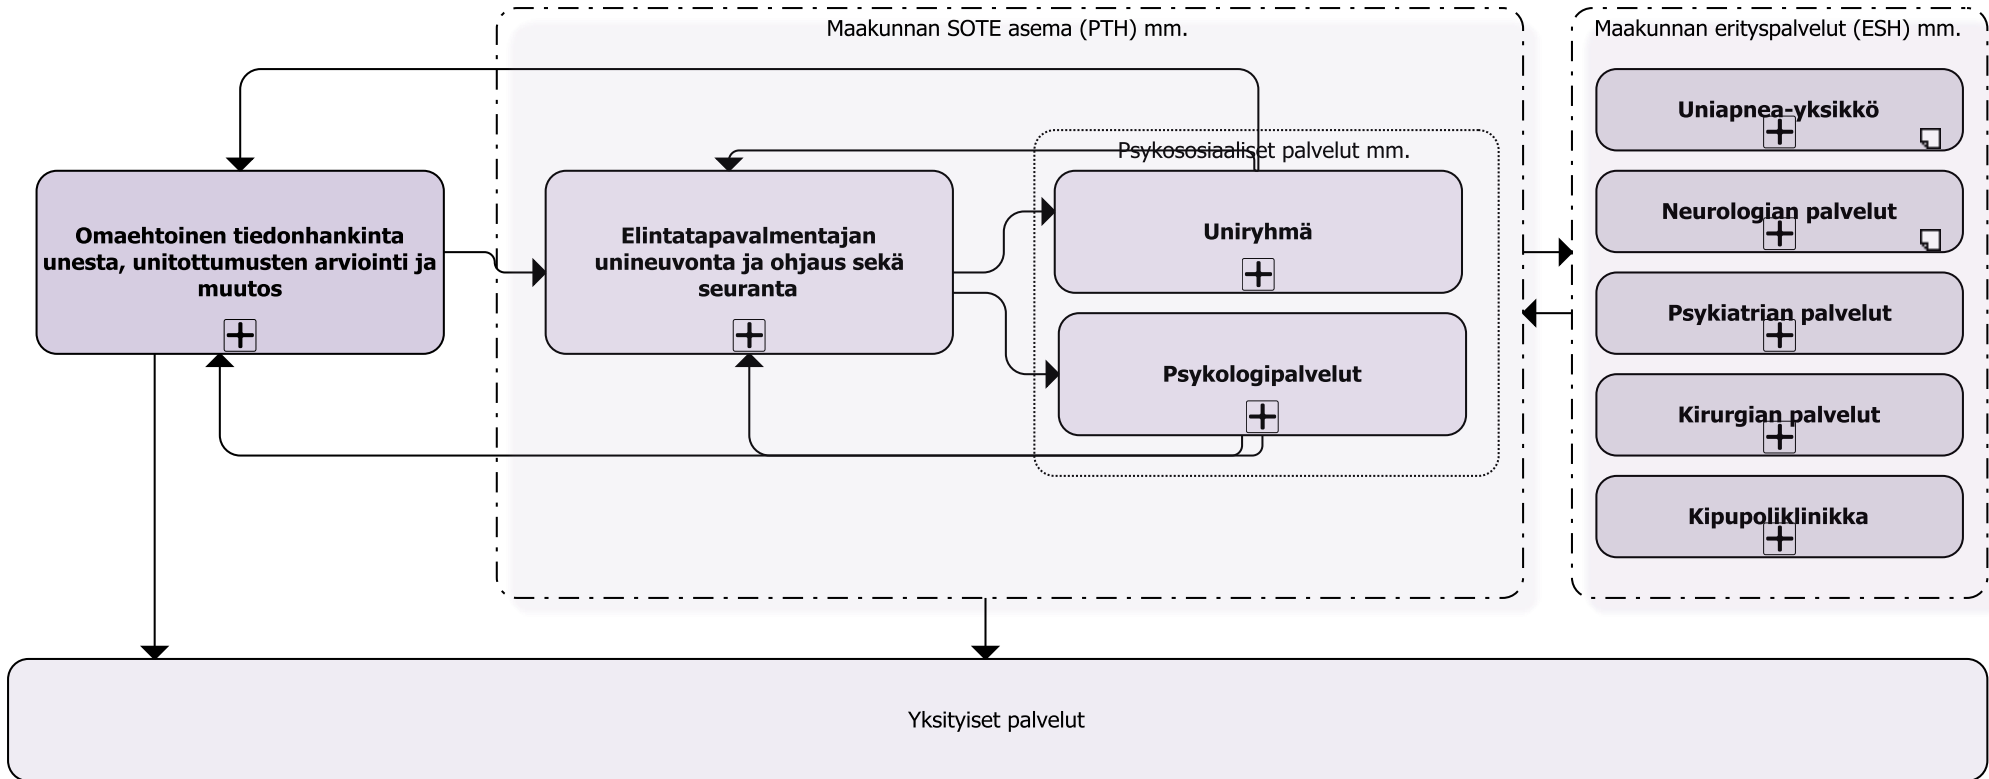 Maakunnan SOTE asema (PTH) mm.
Maakunnan erityspalvelut (ESH) mm.
Omaehtoinen tiedonhankinta
unesta, unitottumusten arviointi ja
muutos
Elintatapavalmentajan
unineuvonta ja ohjaus sekä
seuranta
Psykososiaaliset palvelut mm.
Uniryhmä
Psykologipalvelut
Uniapnea-yksikkö
Neurologian palvelut
Psykiatrian palvelut
Kirurgian palvelut
Kipupoliklinikka
Yksityiset palvelut